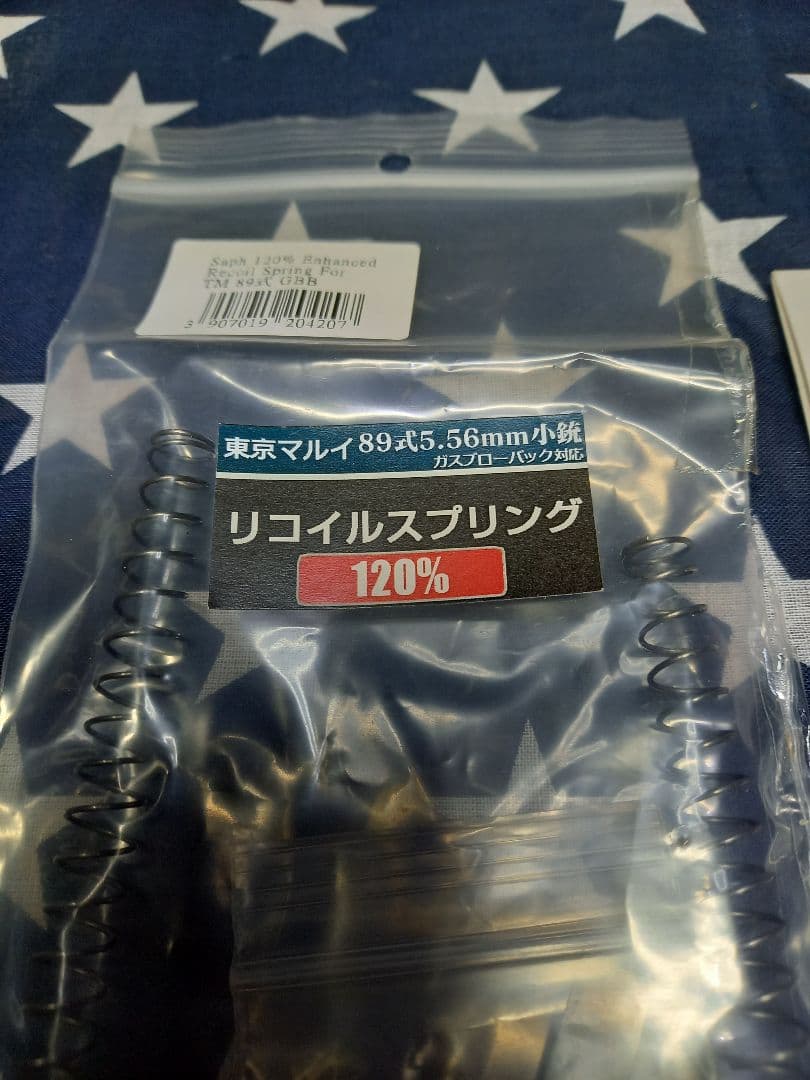 Saph 120% Enhanced
Recoil Spring For
TM 89式 GBB
3 907019 204207
東京マルイ 89式5.56mm小銃
ガスブローバック対応
リコイルスプリング
120%